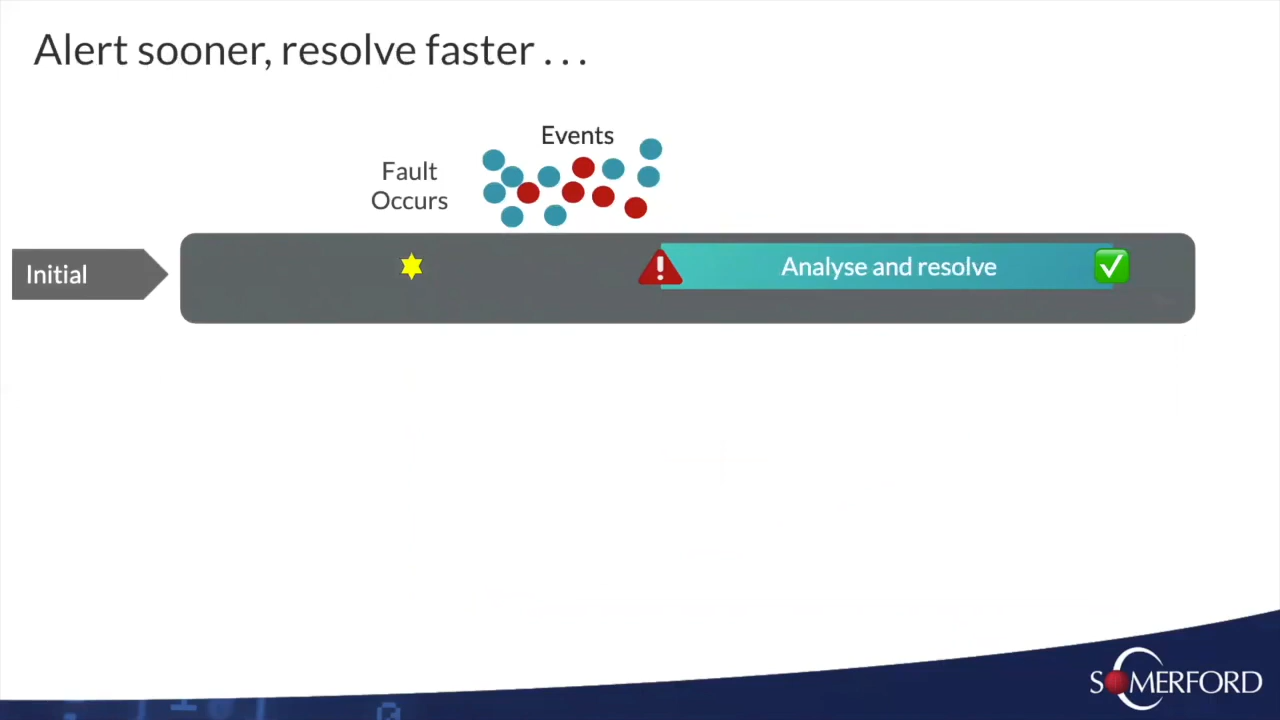 Alert sooner, resolve faster . . .
Events
Fault
Occurs
Initial
Analyse and resolve
SOMERFORD